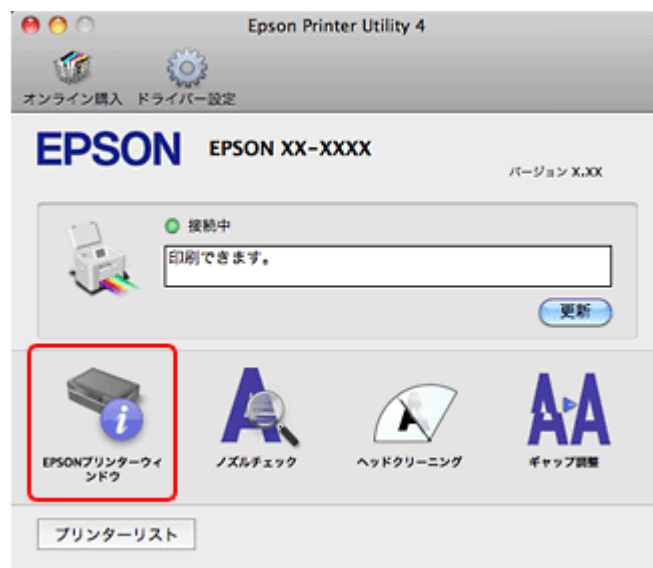 Epson Printer Utility 4
オンライン購入 ドライバー設定
EPSON EPSON XX-XXXX
バージョン X.XX
接続中
印刷できます。
更新
EPSONプリンターウィ
ンドウ
ノズルチェック
ヘッドクリーニング
ギャップ調整
プリンターリスト